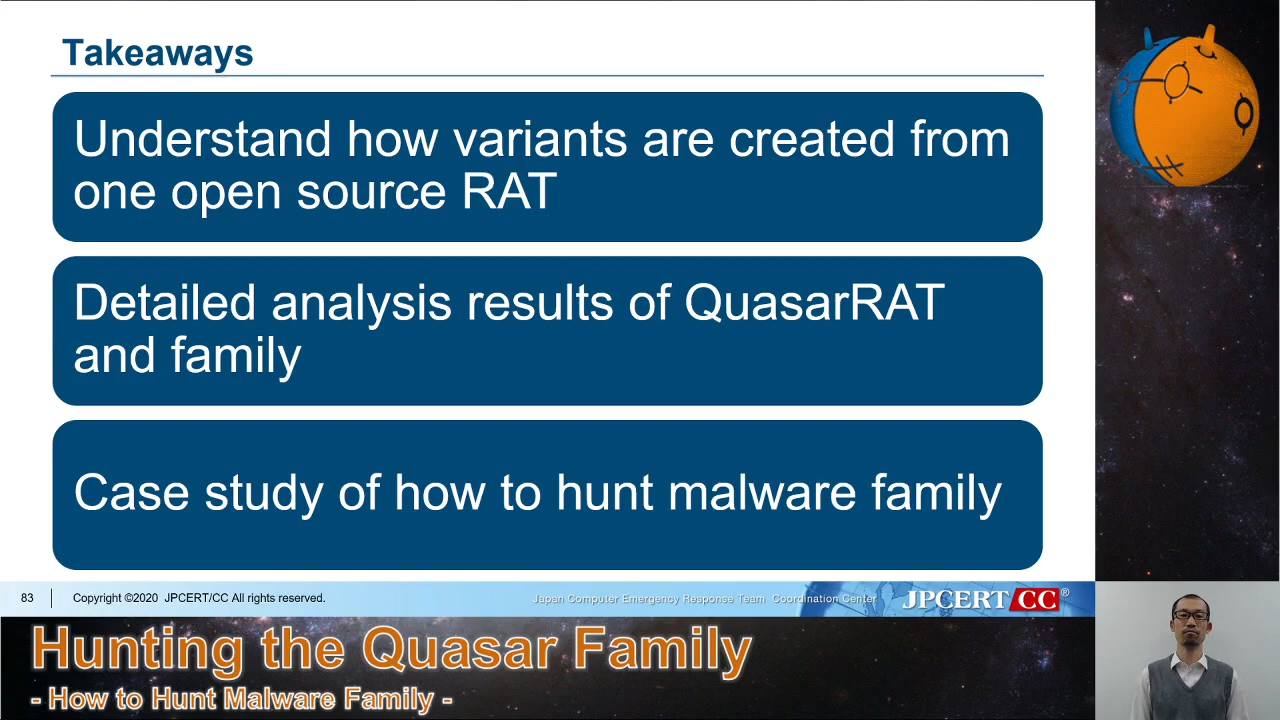 Takeaways
Understand how variants are created from
one open source RAT
Detailed analysis results of QuasarRAT
and family
Case study of how to hunt malware family
83
Copyright ©2020 JPCERT/CC All rights reserved.
Japan Computer Emergency Response Team Coordination Center
JPCERT CC®
Hunting the Quasar Family
- How to Hunt Malware Family -